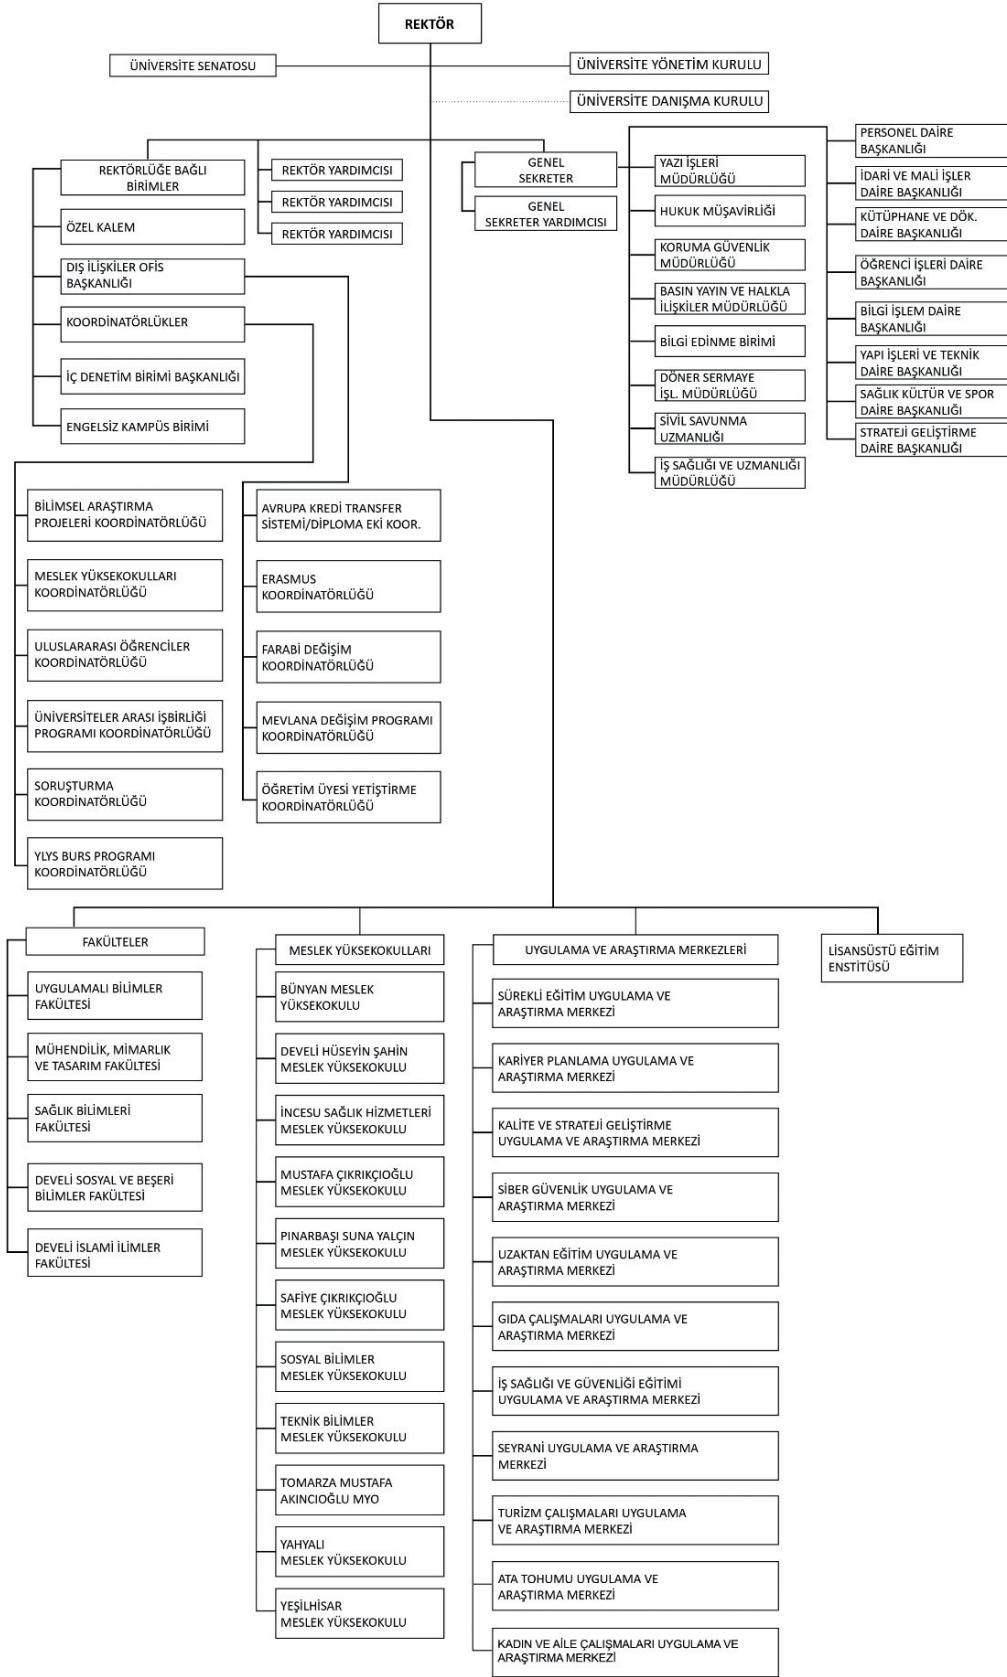 REKTÖR
ÜNİVERSİTE SENATOSU
ÜNİVERSİTE YÖNETİM KURULU
ÜNİVERSİTE DANIŞMA KURULU
REKTÖRLÜĞE BAĞLI
BİRİMLER
ÖZEL KALEM
DIŞ İLİŞKİLER OFİS
BAŞKANLIĞI
KOORDİNATÖRLÜKLER
İÇ DENETİM BİRİMİ BAŞKANLIĞI
ENGELSİZ KAMPÜS BİRİMİ
REKTÖR YARDIMCISI
REKTÖR YARDIMCISI
REKTÖR YARDIMCISI
GENEL
SEKRETER
GENEL
SEKRETER YARDIMCISI
YAZI İŞLERİ
MÜDÜRLÜĞÜ
HUKUK MÜŞAVİRLİĞİ
KORUMA GÜVENLİK
MÜDÜRLÜĞÜ
BASIN YAYIN VE HALKLA
İLİŞKİLER MÜDÜRLÜĞÜ
BİLGİ EDİNME BİRİMİ
DÖNER SERMAYE
İŞL. MÜDÜRLÜĞÜ
SİVİL SAVUNMA
UZMANLIĞI
İŞ SAĞLIĞI VE UZMANLIĞI
MÜDÜRLÜĞÜ
PERSONEL DAİRE
BAŞKANLIĞI
İDARİ VE MALİ İŞLER
DAİRE BAŞKANLIĞI
KÜTÜPHANE VE DÖK.
DAİRE BAŞKANLIĞI
ÖĞRENCİ İŞLERİ DAİRE
BAŞKANLIĞI
BİLGİ İŞLEM DAİRE
BAŞKANLIĞI
YAPI İŞLERİ VE TEKNİK
DAİRE BAŞKANLIĞI
SAĞLIK KÜLTÜR VE SPOR
DAİRE BAŞKANLIĞI
STRATEJİ GELİŞTİRME
DAİRE BAŞKANLIĞI
BİLİMSEL ARAŞTIRMA
PROJELERİ KOORDİNATÖRLÜĞÜ
MESLEK YÜKSEKOKULLARI
KOORDİNATÖRLÜĞÜ
ULUSLARARASI ÖĞRENCİLER
KOORDİNATÖRLÜĞÜ
ÜNİVERSİTELER ARASI İŞBİRLİĞİ
PROGRAMI KOORDİNATÖRLÜĞÜ
SORUŞTURMA
KOORDİNATÖRLÜĞÜ
YLYS BURS PROGRAMI
KOORDİNATÖRLÜĞÜ
AVRUPA KREDİ TRANSFER
SİSTEMİ/DİPLOMA EKİ KOOR.
ERASMUS
KOORDİNATÖRLÜĞÜ
FARABİ DEĞİŞİM
KOORDİNATÖRLÜĞÜ
MEVLANA DEĞİŞİM PROGRAMI
KOORDİNATÖRLÜĞÜ
ÖĞRETİM ÜYESİ YETİŞTİRME
KOORDİNATÖRLÜĞÜ
FAKÜLTELER
UYGULAMALI BİLİMLER
FAKÜLTESİ
MÜHENDİLİK, MİMARLIK
VE TASARIM FAKÜLTESİ
SAĞLIK BİLİMLERİ
FAKÜLTESİ
DEVELİ SOSYAL VE BEŞERİ
BİLİMLER FAKÜLTESİ
DEVELİ İSLAMİ İLİMLER
FAKÜLTESİ
MESLEK YÜKSEKOKULLARI
BÜNYAN MESLEK
YÜKSEKOKULU
DEVELİ HÜSEYİN ŞAHİN
MESLEK YÜKSEKOKULU
İNCESU SAĞLIK HİZMETLERİ
MESLEK YÜKSEKOKULU
MUSTAFA ÇIKRIKÇIOĞLU
MESLEK YÜKSEKOKULU
PINARBAŞI SUNA YALÇIN
MESLEK YÜKSEKOKULU
SAFİYE ÇIKRIKÇIOĞLU
MESLEK YÜKSEKOKULU
SOSYAL BİLİMLER
MESLEK YÜKSEKOKULU
TEKNİK BİLİMLER
MESLEK YÜKSEKOKULU
TOMARZA MUSTAFA
AKINCIOĞLU MYO
YAHYALI
MESLEK YÜKSEKOKULU
YEŞİLHİSAR
MESLEK YÜKSEKOKULU
UYGULAMA VE ARAŞTIRMA MERKEZLERİ
SÜREKLİ EĞİTİM UYGULAMA VE
ARAŞTIRMA MERKEZİ
KARİYER PLANLAMA UYGULAMA VE
ARAŞTIRMA MERKEZİ
KALİTE VE STRATEJİ GELİŞTİRME
UYGULAMA VE ARAŞTIRMA MERKEZİ
SİBER GÜVENLİK UYGULAMA VE
ARAŞTIRMA MERKEZİ
UZAKTAN EĞİTİM UYGULAMA VE
ARAŞTIRMA MERKEZİ
GIDA ÇALIŞMALARI UYGULAMA VE
ARAŞTIRMA MERKEZİ
İŞ SAĞLIĞI VE GÜVENLİĞİ EĞİTİMİ
UYGULAMA VE ARAŞTIRMA MERKEZİ
SEYRANİ UYGULAMA VE ARAŞTIRMA
MERKEZİ
TURİZM ÇALIŞMALARI UYGULAMA
VE ARAŞTIRMA MERKEZİ
ATA TOHUMU UYGULAMA VE
ARAŞTIRMA MERKEZİ
KADIN VE AİLE ÇALIŞMALARI UYGULAMA VE
ARAŞTIRMA MERKEZİ
LİSANSÜSTÜ EĞİTİM
ENSTİTÜSÜ